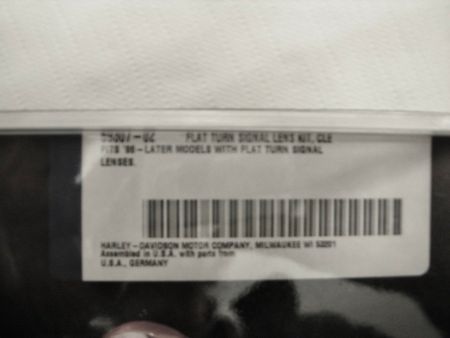 FLAT TURN SIGNAL LENS KIT, CLE
FITS '86-LATER MODELS WITH FLAT TURN SIGNAL
LENSES.
HARLEY-DAVIDSON MOTOR COMPANY, MILWAUKEE WI 53201
Assembled in U.S.A. with parts from
U.S.A., GERMANY